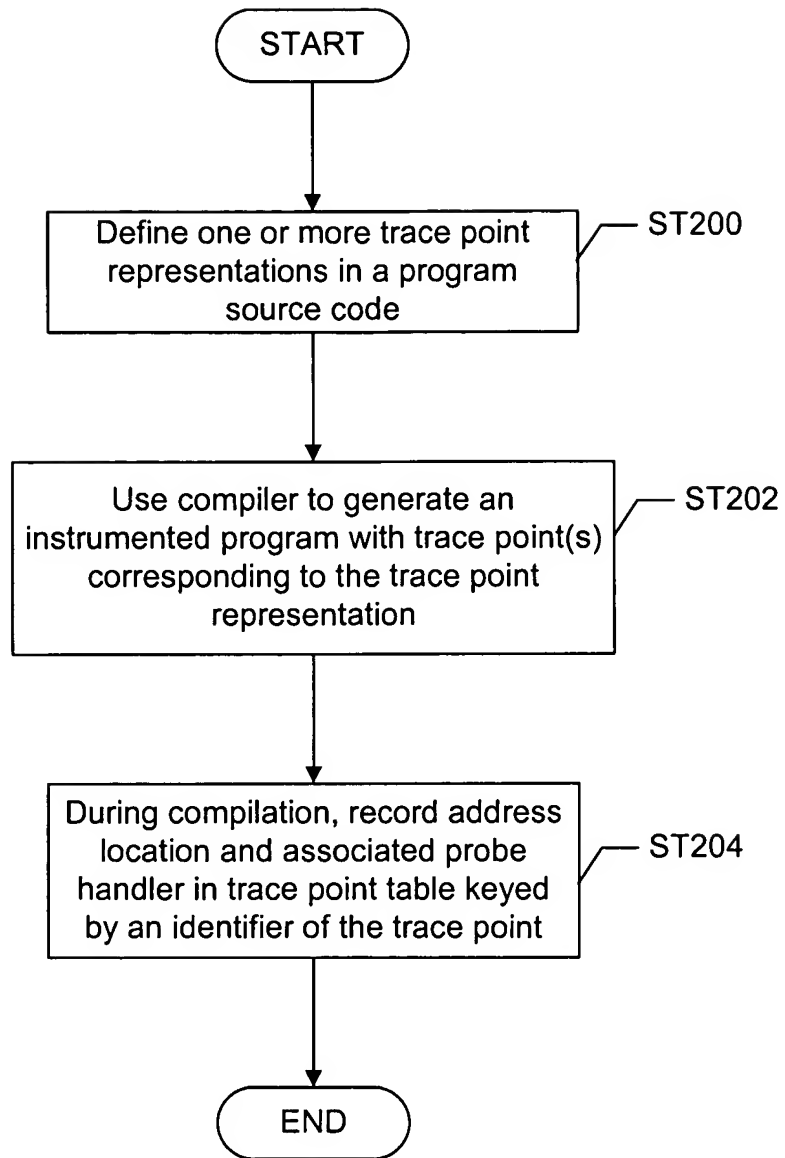 START
Define one or more trace point
representations in a program
source code
ST200
Use compiler to generate an
instrumented program with trace point(s)
corresponding to the trace point
representation
ST202
During compilation, record address
location and associated probe
handler in trace point table keyed
by an identifier of the trace point
ST204
END